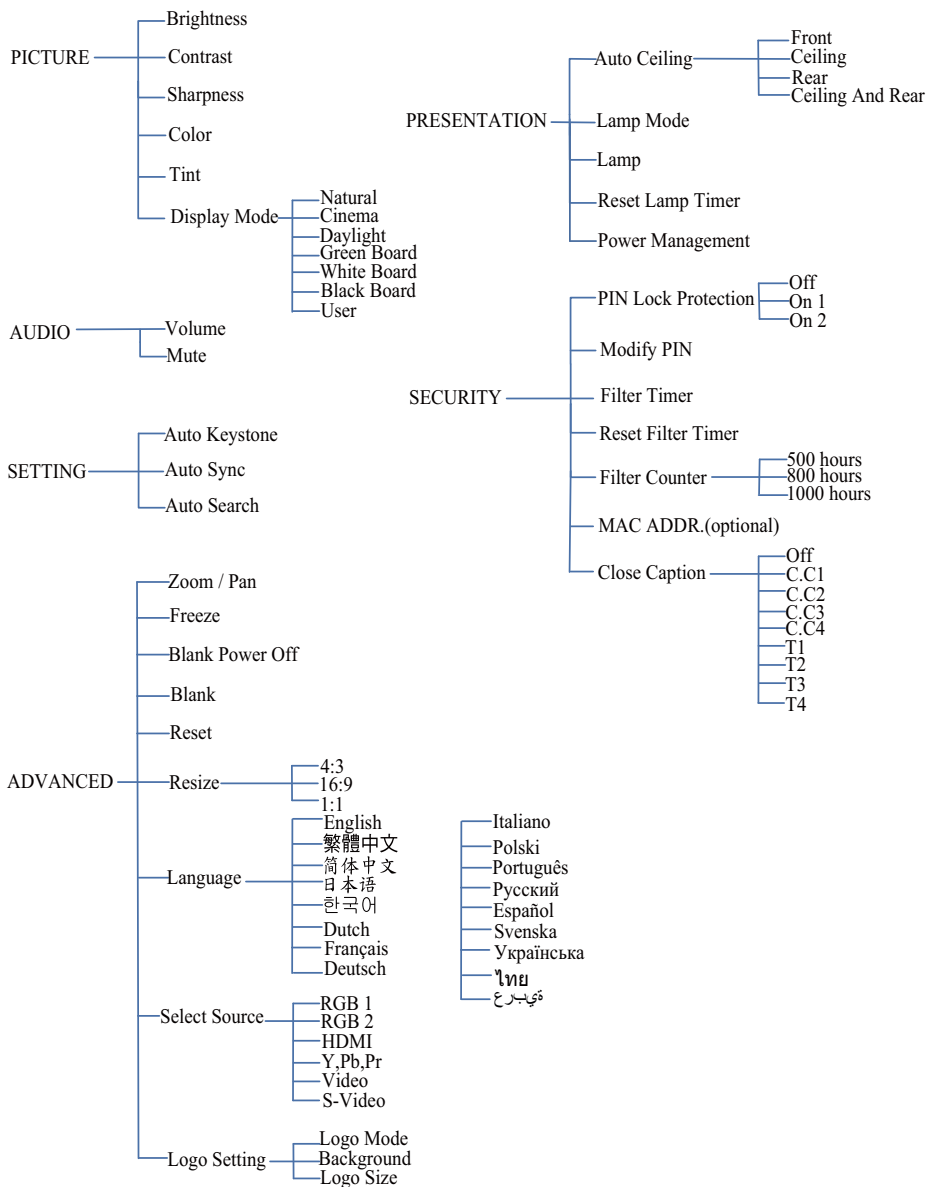 PICTURE
Brightness
Contrast
Sharpness
Color
Tint
Display Mode
Natural
Cinema
Daylight
Green Board
White Board
Black Board
User
AUDIO
Volume
Mute
SETTING
Auto Keystone
Auto Sync
Auto Search
ADVANCED
Zoom / Pan
Freeze
Blank Power Off
Blank
Reset
Resize
4:3
16:9
1:1
Language
English
繁體中文
简体中文
日本语
한국어
Dutch
Français
Deutsch
Italiano
Polski
Português
Русский
Español
Svenska
Українська
ไทย
ةيبرع
Select Source
RGB 1
RGB 2
HDMI
Y,Pb,Pr
Video
S-Video
Logo Setting
Logo Mode
Background
Logo Size
PRESENTATION
Auto Ceiling
Front
Ceiling
Rear
Ceiling And Rear
Lamp Mode
Lamp
Reset Lamp Timer
Power Management
SECURITY
PIN Lock Protection
Off
On 1
On 2
Modify PIN
Filter Timer
Reset Filter Timer
Filter Counter
500 hours
800 hours
1000 hours
MAC ADDR.(optional)
Close Caption
Off
C.C1
C.C2
C.C3
C.C4
T1
T2
T3
T4